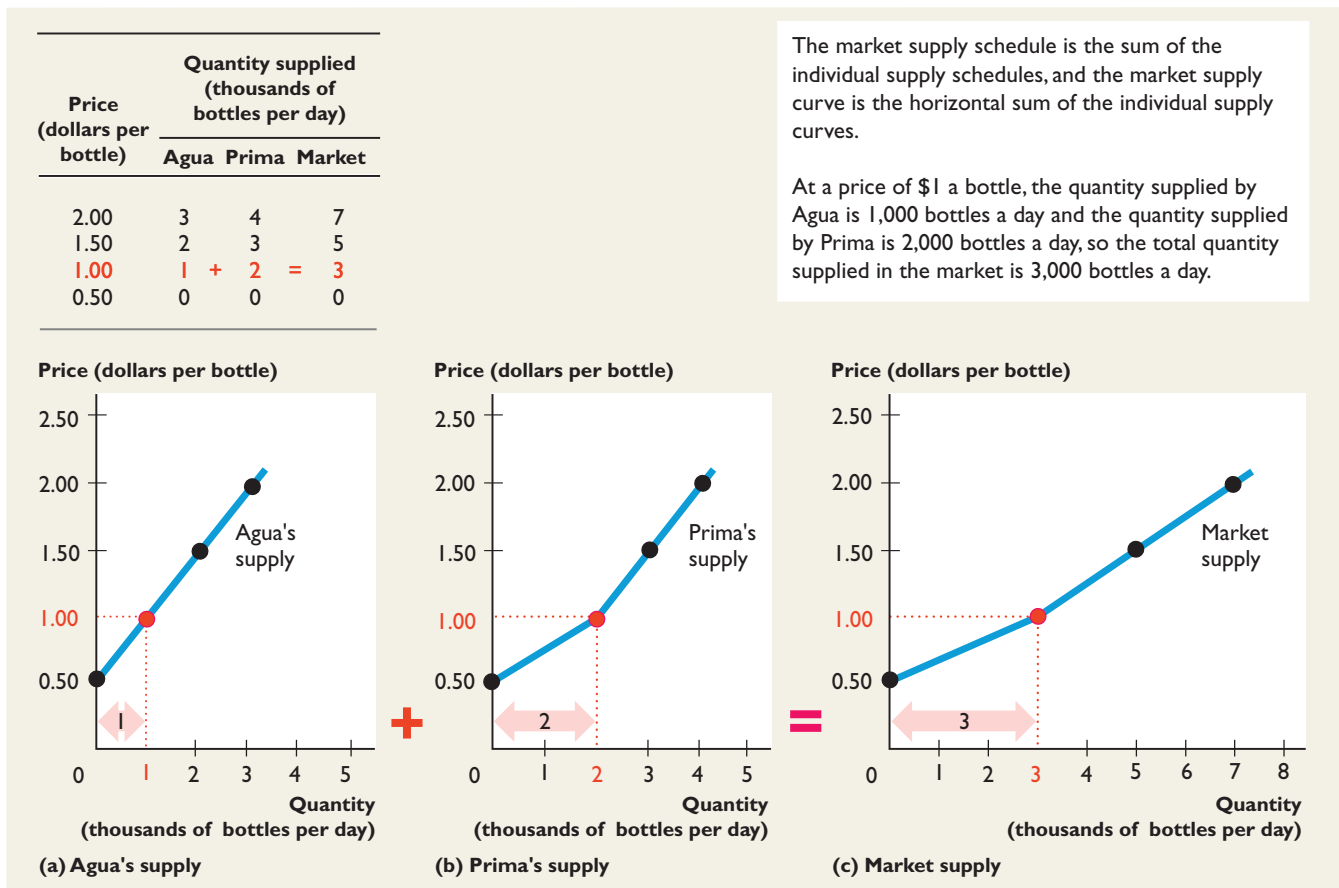 Quantity supplied
(thousands of
bottles per day)
Price
(dollars per
bottle)
Agua Prima Market
2.00 3 4 7
1.50 2 3 5
1.00 1 + 2 = 3
0.50 0 0 0
The market supply schedule is the sum of the
individual supply schedules, and the market supply
curve is the horizontal sum of the individual supply
curves.
At a price of $1 a bottle, the quantity supplied by
Agua is 1,000 bottles a day and the quantity supplied
by Prima is 2,000 bottles a day, so the total quantity
supplied in the market is 3,000 bottles a day.
Price (dollars per bottle)
2.50
2.00
1.50
1.00
0.50
Agua's
supply
1
0 1 2 3 4 5
Quantity
(thousands of bottles per day)
(a) Agua's supply
+
Price (dollars per bottle)
2.50
2.00
1.50
1.00
0.50
Prima's
supply
2
0 1 2 3 4 5
Quantity
(thousands of bottles per day)
(b) Prima's supply
=
Price (dollars per bottle)
2.50
2.00
1.50
1.00
0.50
Market
supply
3
0 1 2 3 4 5 6 7 8
Quantity
(thousands of bottles per day)
(c) Market supply